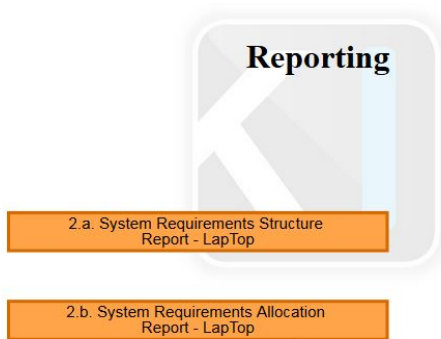 Reporting
2.a. System Requirements Structure
Report - LapTop
2.b. System Requirements Allocation
Report - LapTop